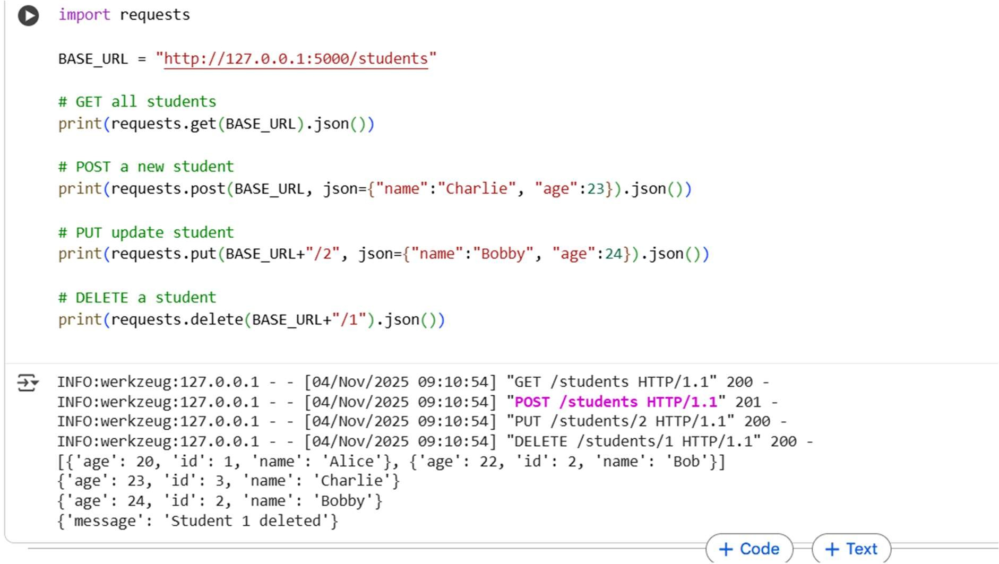 import requests
BASE_URL = "http://127.0.0.1:5000/students"
# GET all students
print(requests.get(BASE_URL).json())
# POST a new student
print(requests.post(BASE_URL, json={"name":"Charlie", "age":23}).json())
# PUT update student
print(requests.put(BASE_URL+"/2", json={"name":"Bobby", "age":24}).json())
# DELETE a student
print(requests.delete(BASE_URL+"/1").json())
INFO:werkzeug:127.0.0.1 - - [04/Nov/2025 09:10:54] "GET /students HTTP/1.1" 200 -
INFO:werkzeug:127.0.0.1 - - [04/Nov/2025 09:10:54] "POST /students HTTP/1.1" 201 -
INFO:werkzeug:127.0.0.1 - - [04/Nov/2025 09:10:54] "PUT /students/2 HTTP/1.1" 200 -
INFO:werkzeug:127.0.0.1 - - [04/Nov/2025 09:10:54] "DELETE /students/1 HTTP/1.1" 200 -
[{'age': 20, 'id': 1, 'name': 'Alice'}, {'age': 22, 'id': 2, 'name': 'Bob'}]
{'age': 23, 'id': 3, 'name': 'Charlie'}
{'age': 24, 'id': 2, 'name': 'Bobby'}
{'message': 'Student 1 deleted'}
+ Code + Text